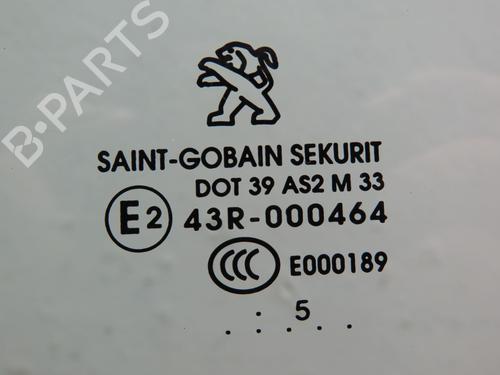 B-PARTS
SAINT-GOBAIN SEKURIT
DOT 39 AS2 M 33
E2 43R-000464
CCC E000189
. : 5 . . .